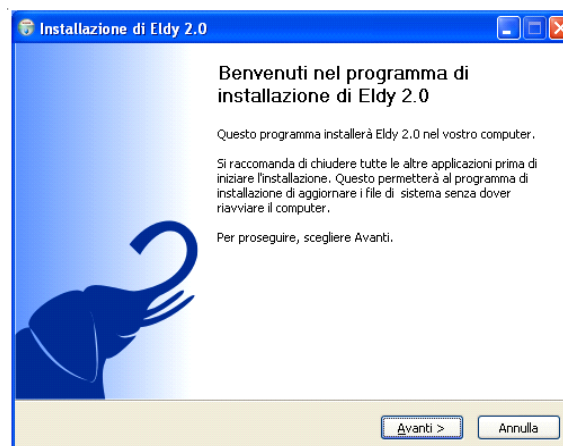 Installazione di Eldy 2.0
Benvenuti nel programma di
installazione di Eldy 2.0
Questo programma installerà Eldy 2.0 nel vostro computer.
Si raccomanda di chiudere tutte le altre applicazioni prima di
iniziare l'installazione. Questo permetterà al programma di
installazione di aggiornare i file di sistema senza dover
riavviare il computer.
Per proseguire, scegliere Avanti.
Avanti >
Annulla